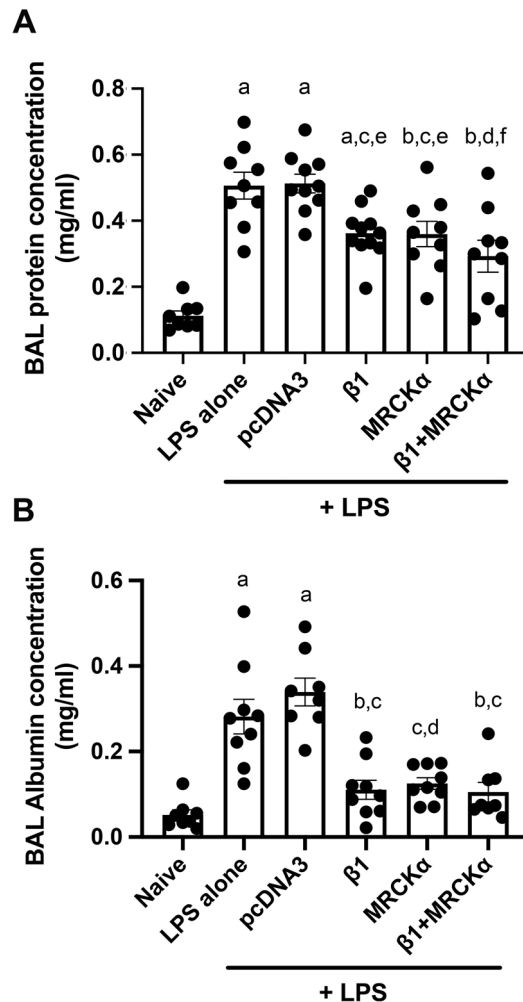 A
BAL protein concentration
(mg/ml)
0.8
0.6
0.4
0.2
0.0
a
a
a,c,e
b,c,e
b,d,f
Naive
LPS alone
pcDNA3
β1
MRCKα
β1+MRCKα
+ LPS
B
BAL Albumin concentration
(mg/ml)
0.6
0.4
0.2
0.0
a
a
b,c
c,d
b,c
Naive
LPS alone
pcDNA3
β1
MRCKα
β1+MRCKα
+ LPS